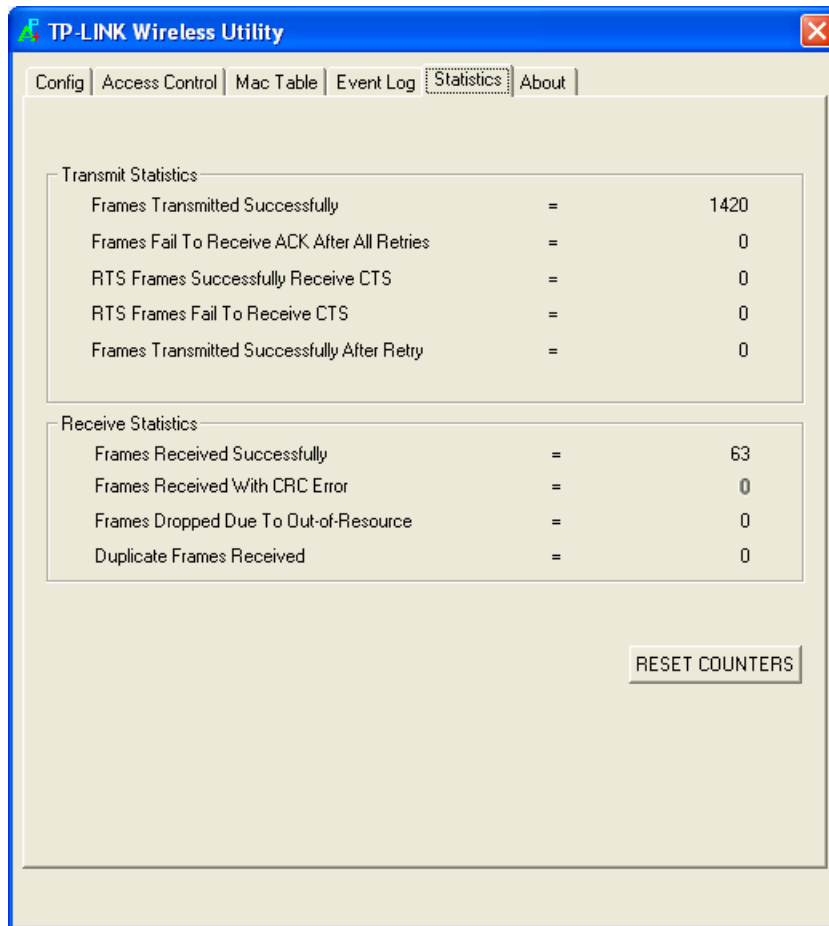 TP-LINK Wireless Utility
Config Access Control Mac Table Event Log Statistics About
Transmit Statistics
Frames Transmitted Successfully = 1420
Frames Fail To Receive ACK After All Retries = 0
RTS Frames Successfully Receive CTS = 0
RTS Frames Fail To Receive CTS = 0
Frames Transmitted Successfully After Retry = 0
Receive Statistics
Frames Received Successfully = 63
Frames Received With CRC Error = 0
Frames Dropped Due To Out-of-Resource = 0
Duplicate Frames Received = 0
RESET COUNTERS